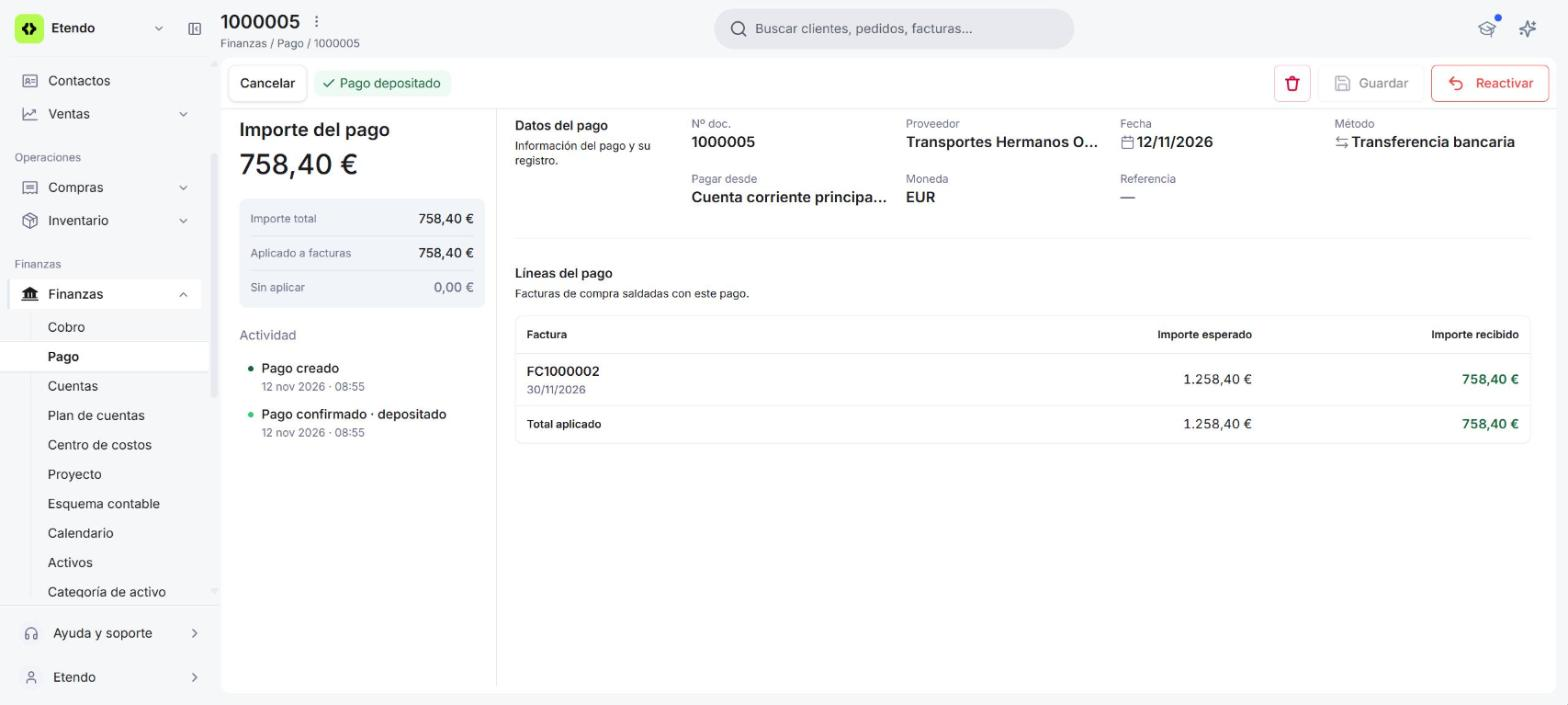 Etendo
1000005
Finanzas / Pago / 1000005
Buscar clientes, pedidos, facturas...
Contactos
Ventas
Operaciones
Compras
Inventario
Finanzas
Finanzas
Cobro
Pago
Cuentas
Plan de cuentas
Centro de costos
Proyecto
Esquema contable
Calendario
Activos
Categoría de activo
Ayuda y soporte
Etendo
Cancelar
Pago depositado
Guardar
Reactivar
Importe del pago
758,40 €
Importe total 758,40 €
Aplicado a facturas 758,40 €
Sin aplicar 0,00 €
Actividad
Pago creado
12 nov 2026 · 08:55
Pago confirmado · depositado
12 nov 2026 · 08:55
Datos del pago
Información del pago y su
registro.
Nº doc. Proveedor Fecha Método
1000005 Transportes Hermanos O... 12/11/2026 Transferencia bancaria
Pagar desde Moneda Referencia
Cuenta corriente principa... EUR —
Líneas del pago
Facturas de compra saldadas con este pago.
Factura Importe esperado Importe recibido
FC1000002 1.258,40 € 758,40 €
30/11/2026
Total aplicado 1.258,40 € 758,40 €